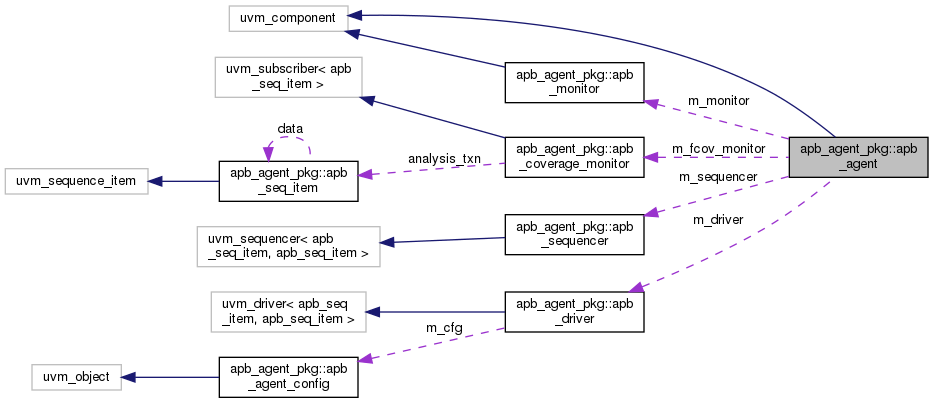 uvm_component
uvm_subscriber< apb
_seq_item >
apb_agent_pkg::apb
_monitor
m_monitor
data
analysis_txn
apb_agent_pkg::apb
_coverage_monitor
m_fcov_monitor
apb_agent_pkg::apb
_agent
uvm_sequence_item
apb_agent_pkg::apb
_seq_item
m_sequencer
uvm_sequencer< apb
_seq_item, apb_seq_item >
apb_agent_pkg::apb
_sequencer
m_driver
uvm_driver< apb_seq
_item, apb_seq_item >
apb_agent_pkg::apb
_driver
m_cfg
uvm_object
apb_agent_pkg::apb
_agent_config